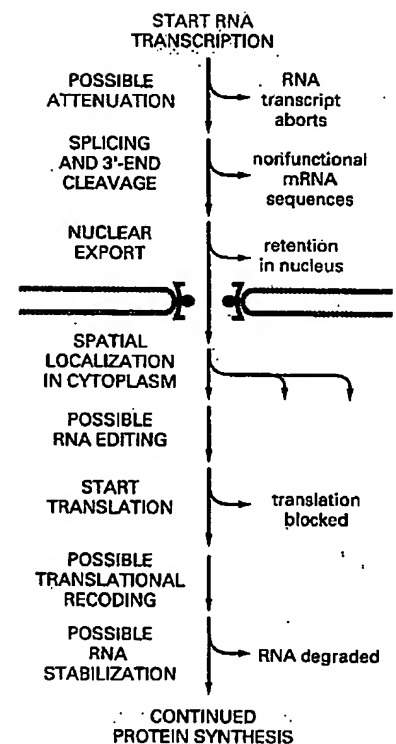 START RNA
TRANSCRIPTION
POSSIBLE
ATTENUATION
RNA
transcript
aborts
SPLICING
AND 3'-END
CLEAVAGE
nonfunctional
mRNA
sequences
NUCLEAR
EXPORT
retention
in nucleus
SPATIAL
LOCALIZATION
IN CYTOPLASM
POSSIBLE
RNA EDITING
START
TRANSLATION
translation
blocked
POSSIBLE
TRANSLATIONAL
RECODING
POSSIBLE
RNA
STABILIZATION
RNA degraded
CONTINUED
PROTEIN SYNTHESIS